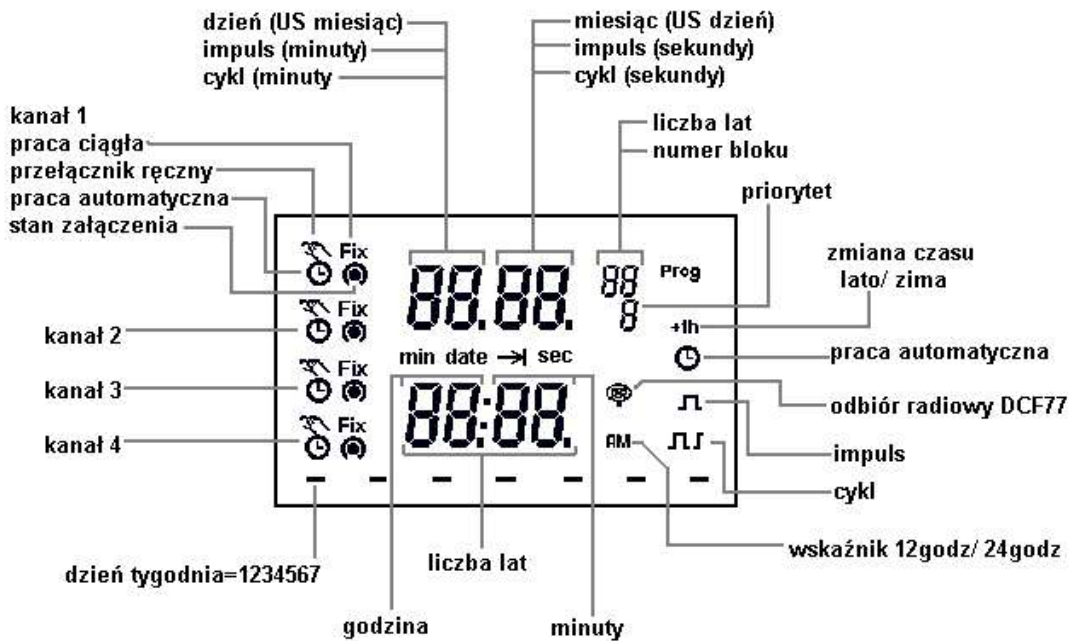 dzień (US miesiąc)
impuls (minuty)
cykl (minuty
miesiąc (US dzień)
impuls (sekundy)
cykl (sekundy)
kanał 1
praca ciągła
przełącznik ręczny
praca automatyczna
stan załączenia
liczba lat
numer bloku
priorytet
zmiana czasu
lato/ zima
Fix
88.88.
88
Prog
8
+1h
kanał 2
Fix
min date sec
praca automatyczna
kanał 3
Fix
88:88.
odbiór radiowy DCF77
kanał 4
Fix
AM
impuls
cykl
wskaźnik 12godz/ 24godz
liczba lat
dzień tygodnia=1234567
godzina
minuty